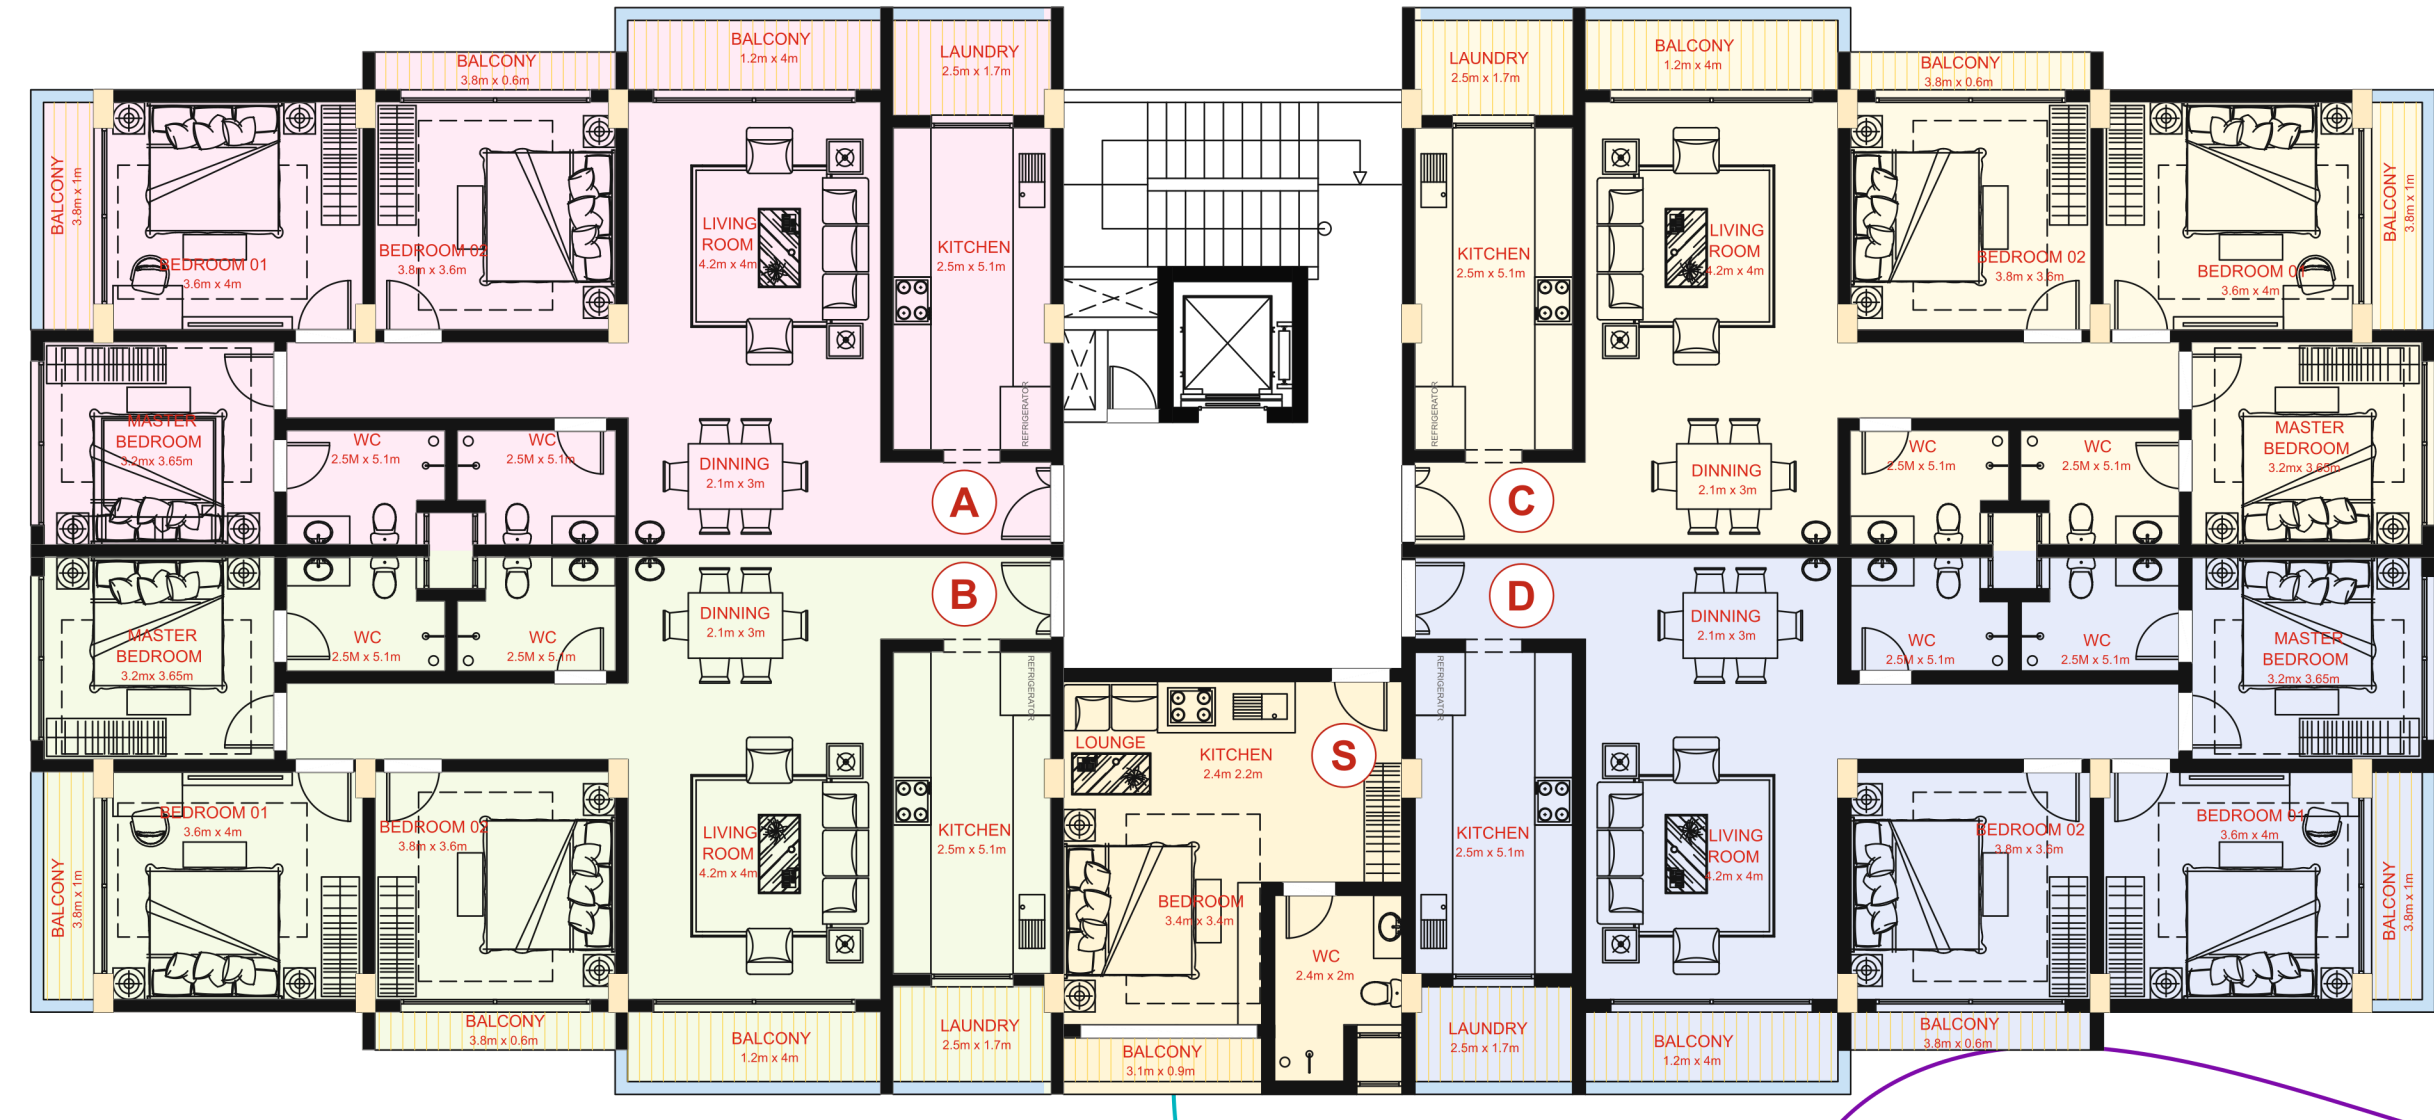 BALCONY
3.8m x 0.6m
BALCONY
1.2m x 4m
LAUNDRY
2.5m x 1.7m
BALCONY
3.8m x 1m
BEDROOM 01
3.6m x 4m
BEDROOM 02
3.8m x 3.6m
LIVING
ROOM
4.2m x 4m
KITCHEN
2.5m x 5.1m
REFRIGERATOR
MASTER
BEDROOM
3.2mx 3.65m
WC
2.5M x 5.1m
WC
2.5M x 5.1m
DINNING
2.1m x 3m
A
LAUNDRY
2.5m x 1.7m
BALCONY
1.2m x 4m
BALCONY
3.8m x 0.6m
KITCHEN
2.5m x 5.1m
LIVING
ROOM
4.2m x 4m
BEDROOM 02
3.8m x 3.6m
BEDROOM 01
3.6m x 4m
BALCONY
3.8m x 1m
REFRIGERATOR
C
DINNING
2.1m x 3m
WC
2.5M x 5.1m
WC
2.5M x 5.1m
MASTER
BEDROOM
3.2mx 3.65m
MASTER
BEDROOM
3.2mx 3.65m
WC
2.5M x 5.1m
WC
2.5M x 5.1m
DINNING
2.1m x 3m
B
REFRIGERATOR
BEDROOM 01
3.6m x 4m
BEDROOM 02
3.8m x 3.6m
LIVING
ROOM
4.2m x 4m
KITCHEN
2.5m x 5.1m
BALCONY
3.8m x 1m
BALCONY
3.8m x 0.6m
BALCONY
1.2m x 4m
LAUNDRY
2.5m x 1.7m
LOUNGE
KITCHEN
2.4m 2.2m
S
BEDROOM
3.4m x 3.4m
WC
2.4m x 2m
BALCONY
3.1m x 0.9m
D
DINNING
2.1m x 3m
WC
2.5M x 5.1m
WC
2.5M x 5.1m
MASTER
BEDROOM
3.2mx 3.65m
REFRIGERATOR
KITCHEN
2.5m x 5.1m
LIVING
ROOM
4.2m x 4m
BEDROOM 02
3.8m x 3.6m
BEDROOM 01
3.6m x 4m
BALCONY
3.8m x 1m
LAUNDRY
2.5m x 1.7m
BALCONY
1.2m x 4m
BALCONY
3.8m x 0.6m